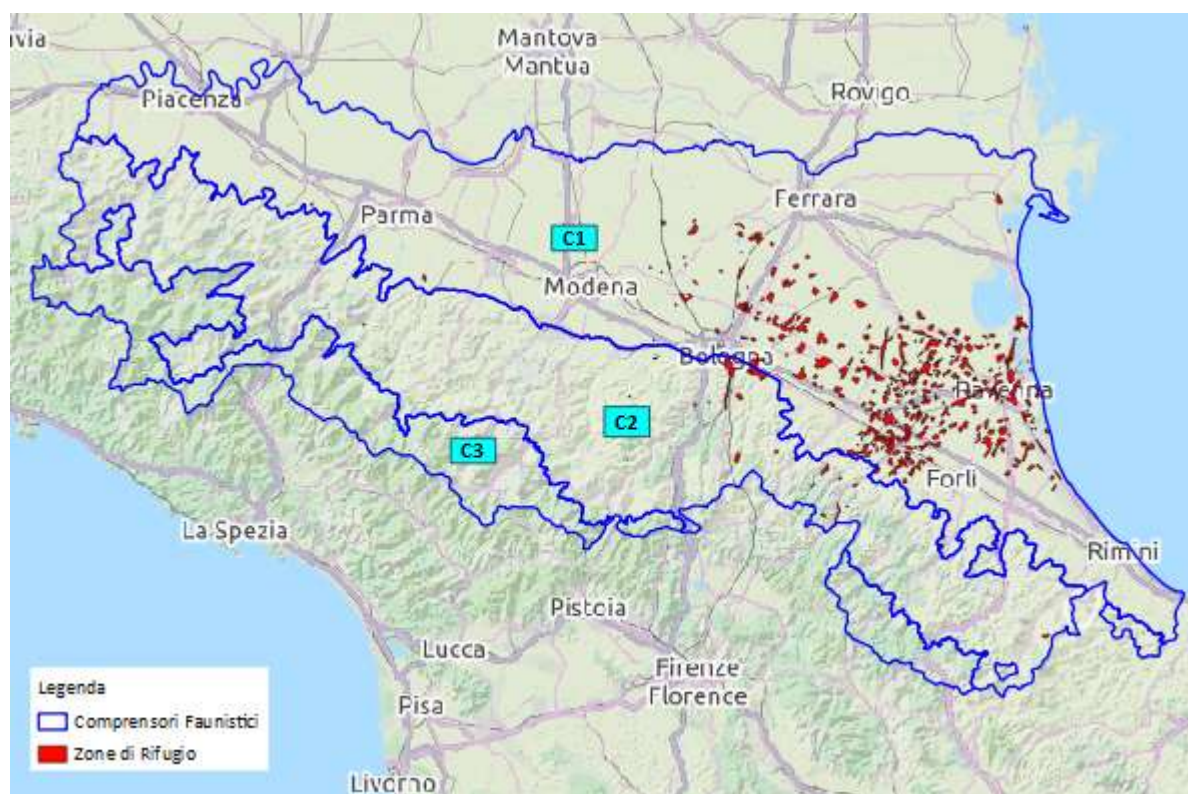 avia
Mantova
Mantua
Piacenza
Rovigo
Ferrara
Parma
C1
Modena
Bologna
Ravenna
C2
C3
Forlì
La Spezia
Rimini
Pistoia
Lucca
Firenze
Florence
Pisa
Livorno
Legenda
Comprensori Faunistici
Zone di Rifugio